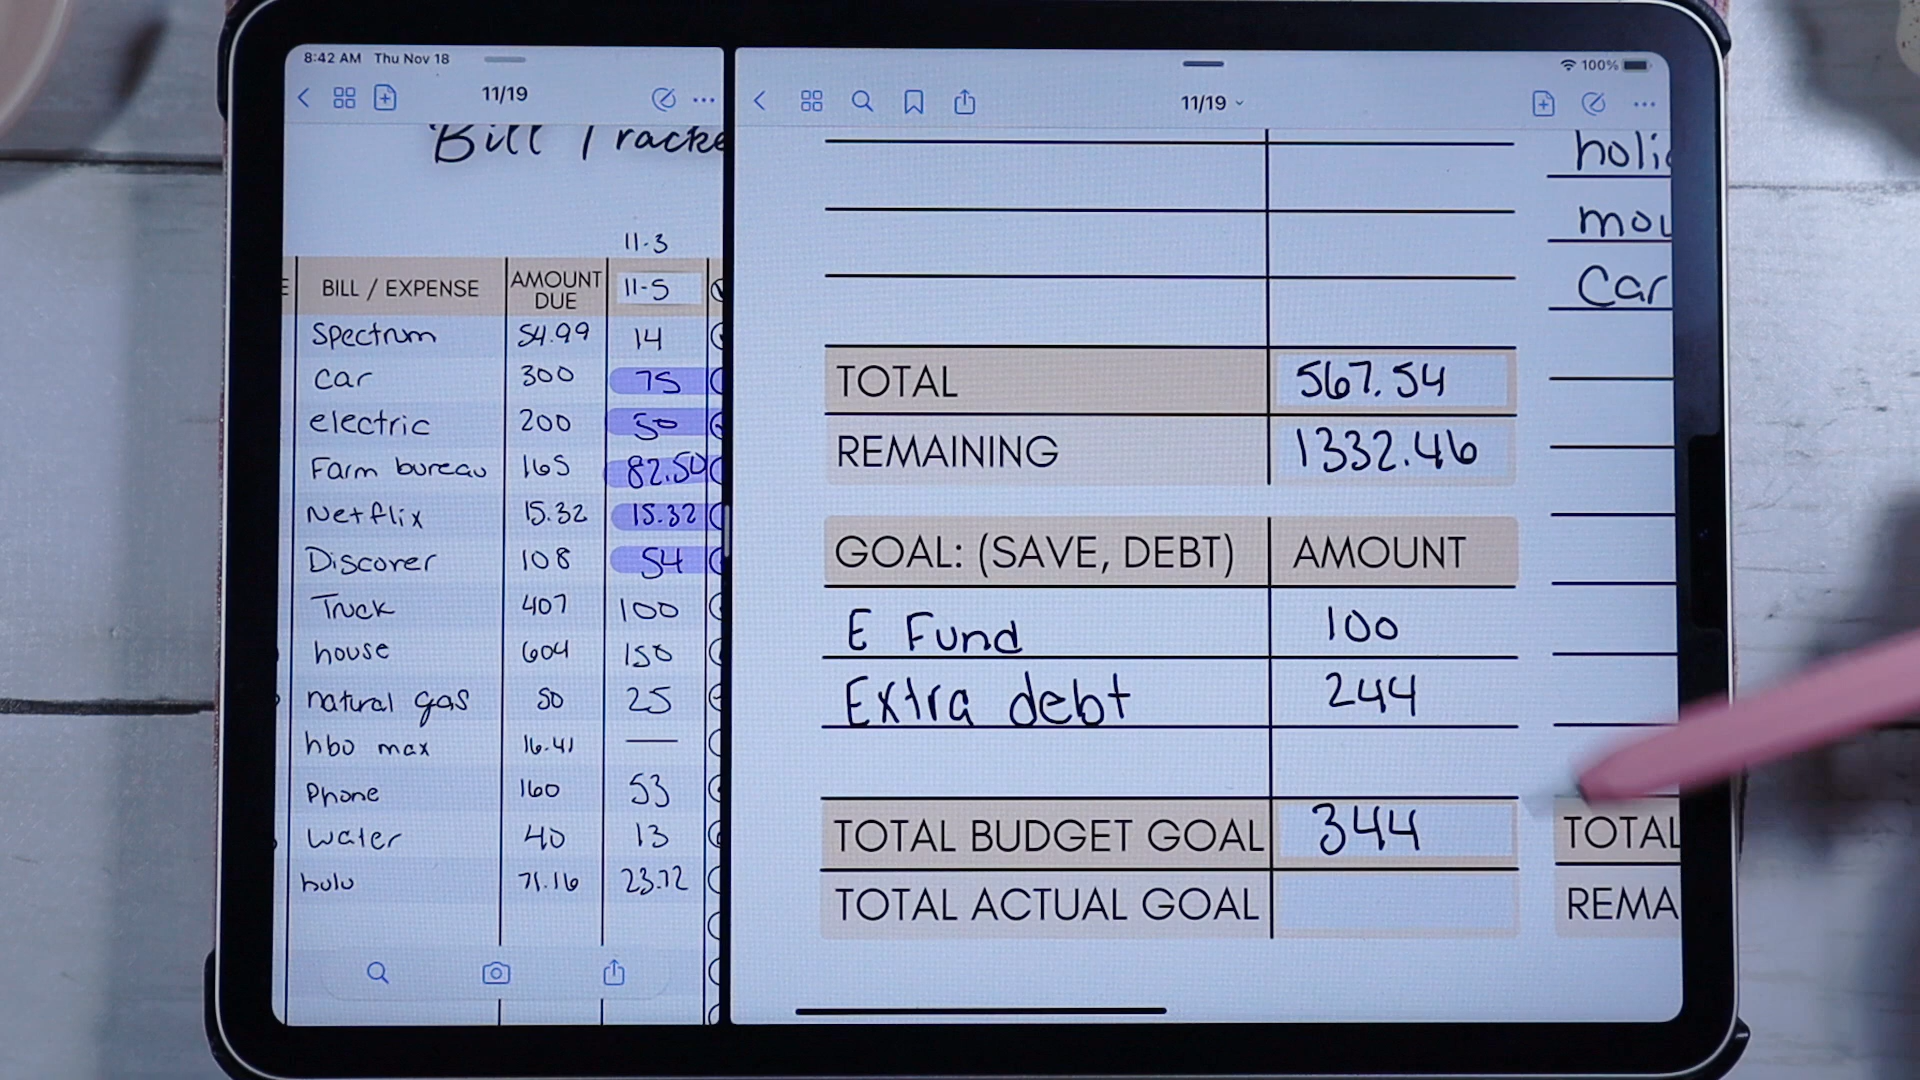 8:42 AM Thu Nov 18
11/19
Bill Tracke
11-3
E BILL / EXPENSE AMOUNT DUE 11-5
Spectrum 54.99 14
car 300 75
electric 200 50
Farm bureau 165 82.50
Netflix 15.32 15.32
Discover 108 54
Truck 407 100
house 604 150
natural gas 50 25
hbo max 16.41 —
Phone 160 53
water 40 13
hulu 71.16 23.72
100%
11/19
TOTAL 567.54
REMAINING 1332.46
GOAL: (SAVE, DEBT) AMOUNT
E Fund 100
Extra debt 244
TOTAL BUDGET GOAL 344
TOTAL ACTUAL GOAL
holi
mou
Car
TOTAL
REMA